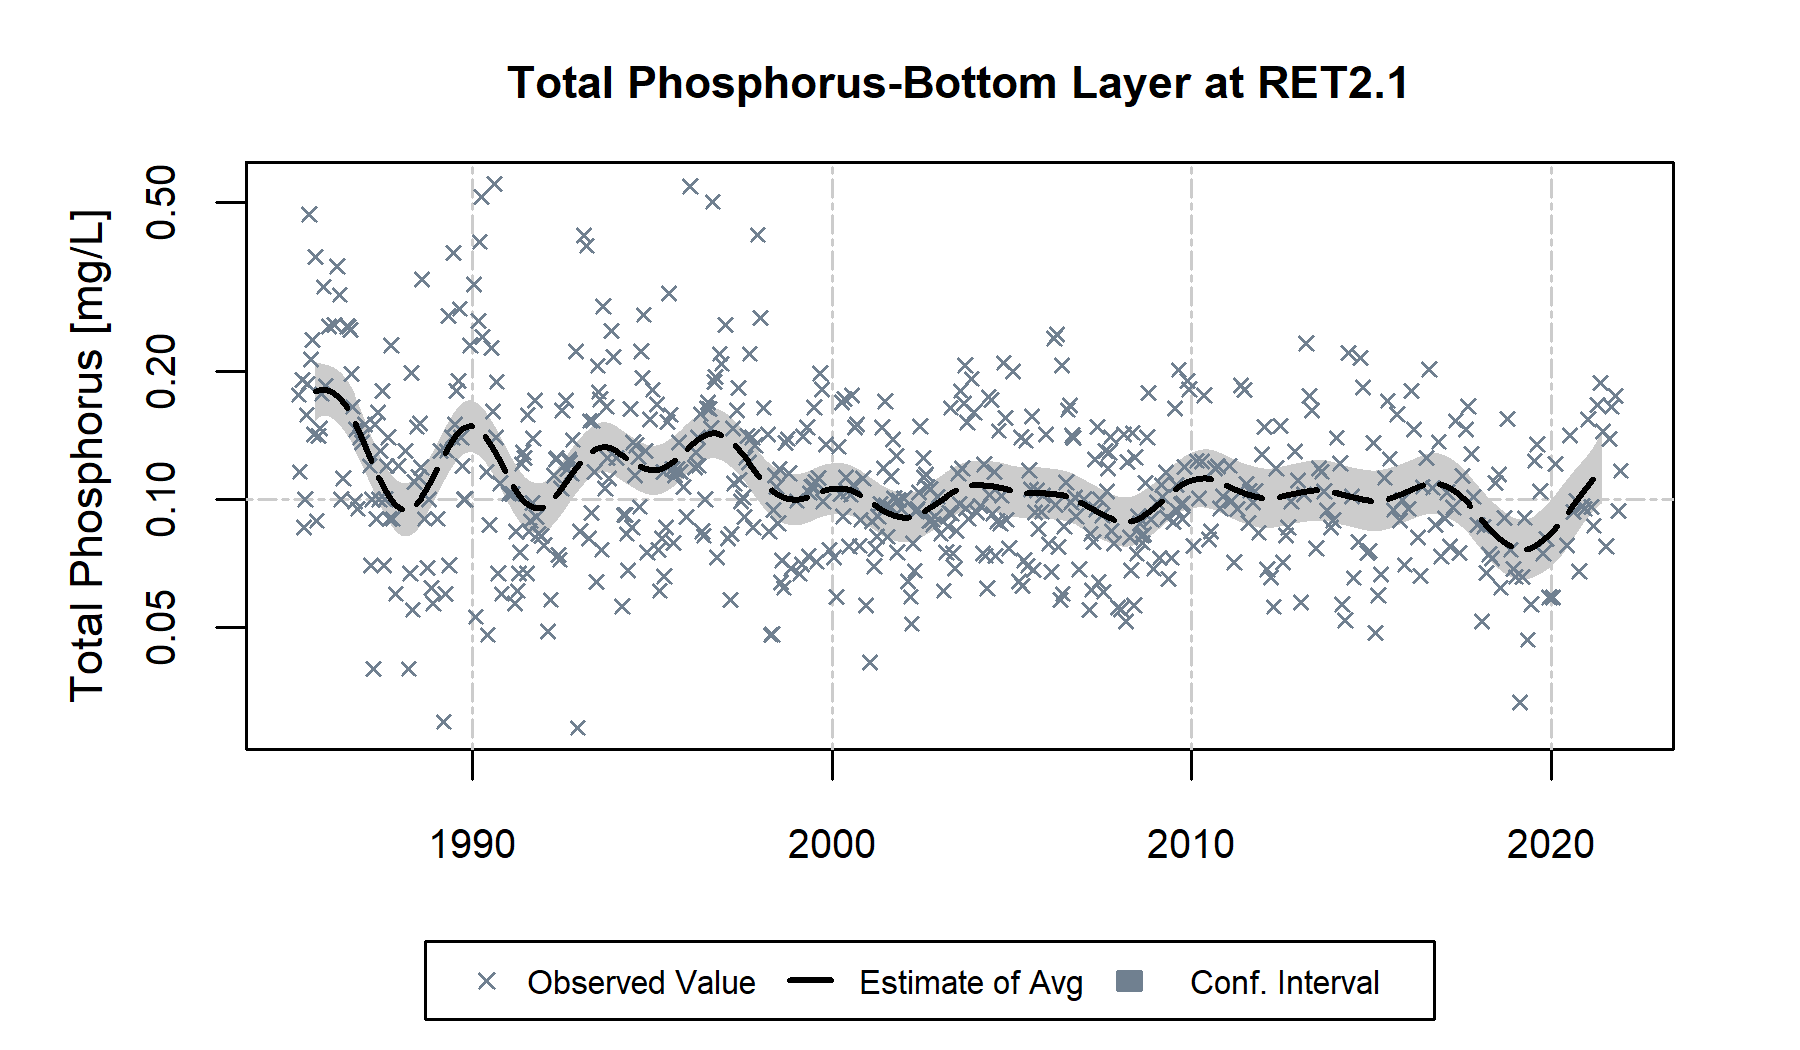 Total Phosphorus-Bottom Layer at RET2.1
Total Phosphorus [mg/L]
0.50
0.20
0.10
0.05
1990 2000 2010 2020
Observed Value Estimate of Avg Conf. Interval